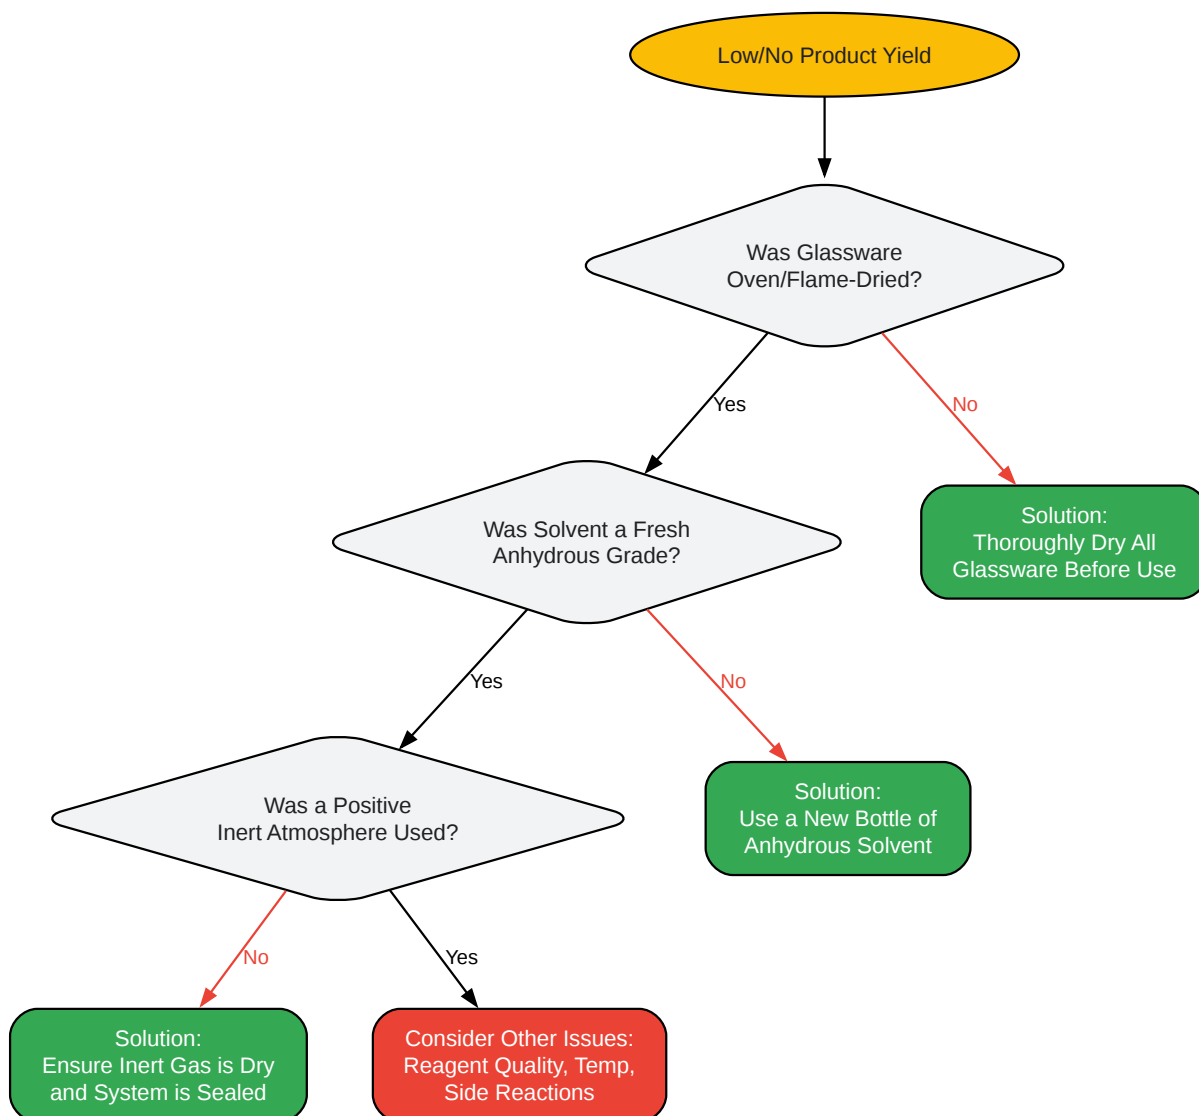 Low/No Product Yield
Was Glassware
Oven/Flame-Dried?
Yes
No
Was Solvent a Fresh
Anhydrous Grade?
Solution:
Thoroughly Dry All
Glassware Before Use
Yes
No
Was a Positive
Inert Atmosphere Used?
Solution:
Use a New Bottle of
Anhydrous Solvent
No
Yes
Solution:
Ensure Inert Gas is Dry
and System is Sealed
Consider Other Issues:
Reagent Quality, Temp,
Side Reactions